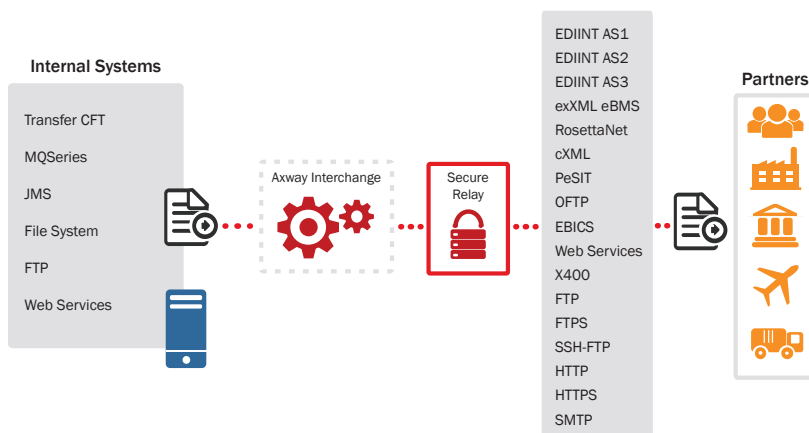 Internal Systems
Transfer CFT
MQSeries
JMS
File System
FTP
Web Services
Axway Interchange
Secure
Relay
EDIINT AS1
EDIINT AS2
EDIINT AS3
exXML eBMS
RosettaNet
cXML
PeSIT
OFTP
EBICS
Web Services
X400
FTP
FTPS
SSH-FTP
HTTP
HTTPS
SMTP
Partners